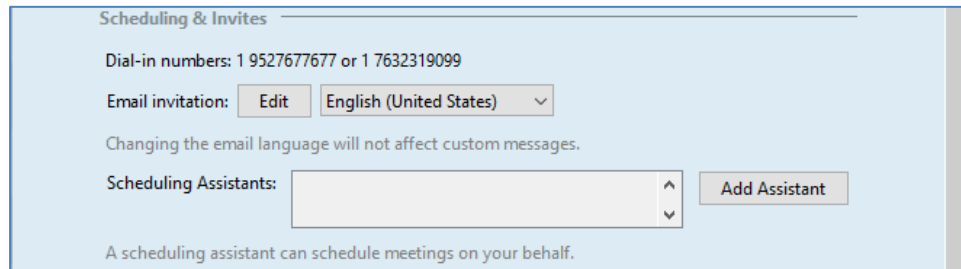 Scheduling & Invites
Dial-in numbers: 1 9527677677 or 1 7632319099
Email invitation: Edit English (United States)
Changing the email language will not affect custom messages.
Scheduling Assistants: Add Assistant
A scheduling assistant can schedule meetings on your behalf.